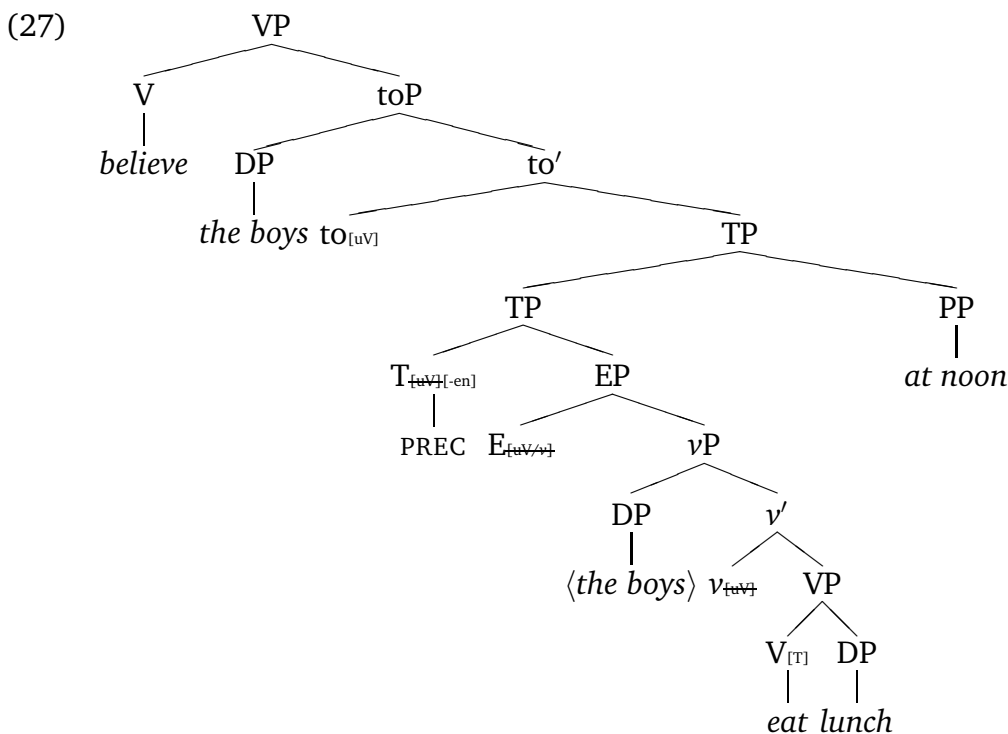 (27) VP
V toP
believe DP to′
the boys to[uV] TP
TP PP
T[uV][-en] EP at noon
PREC E[uV/v] vP
DP v′
⟨the boys⟩ v[uV] VP
V[T] DP
eat lunch